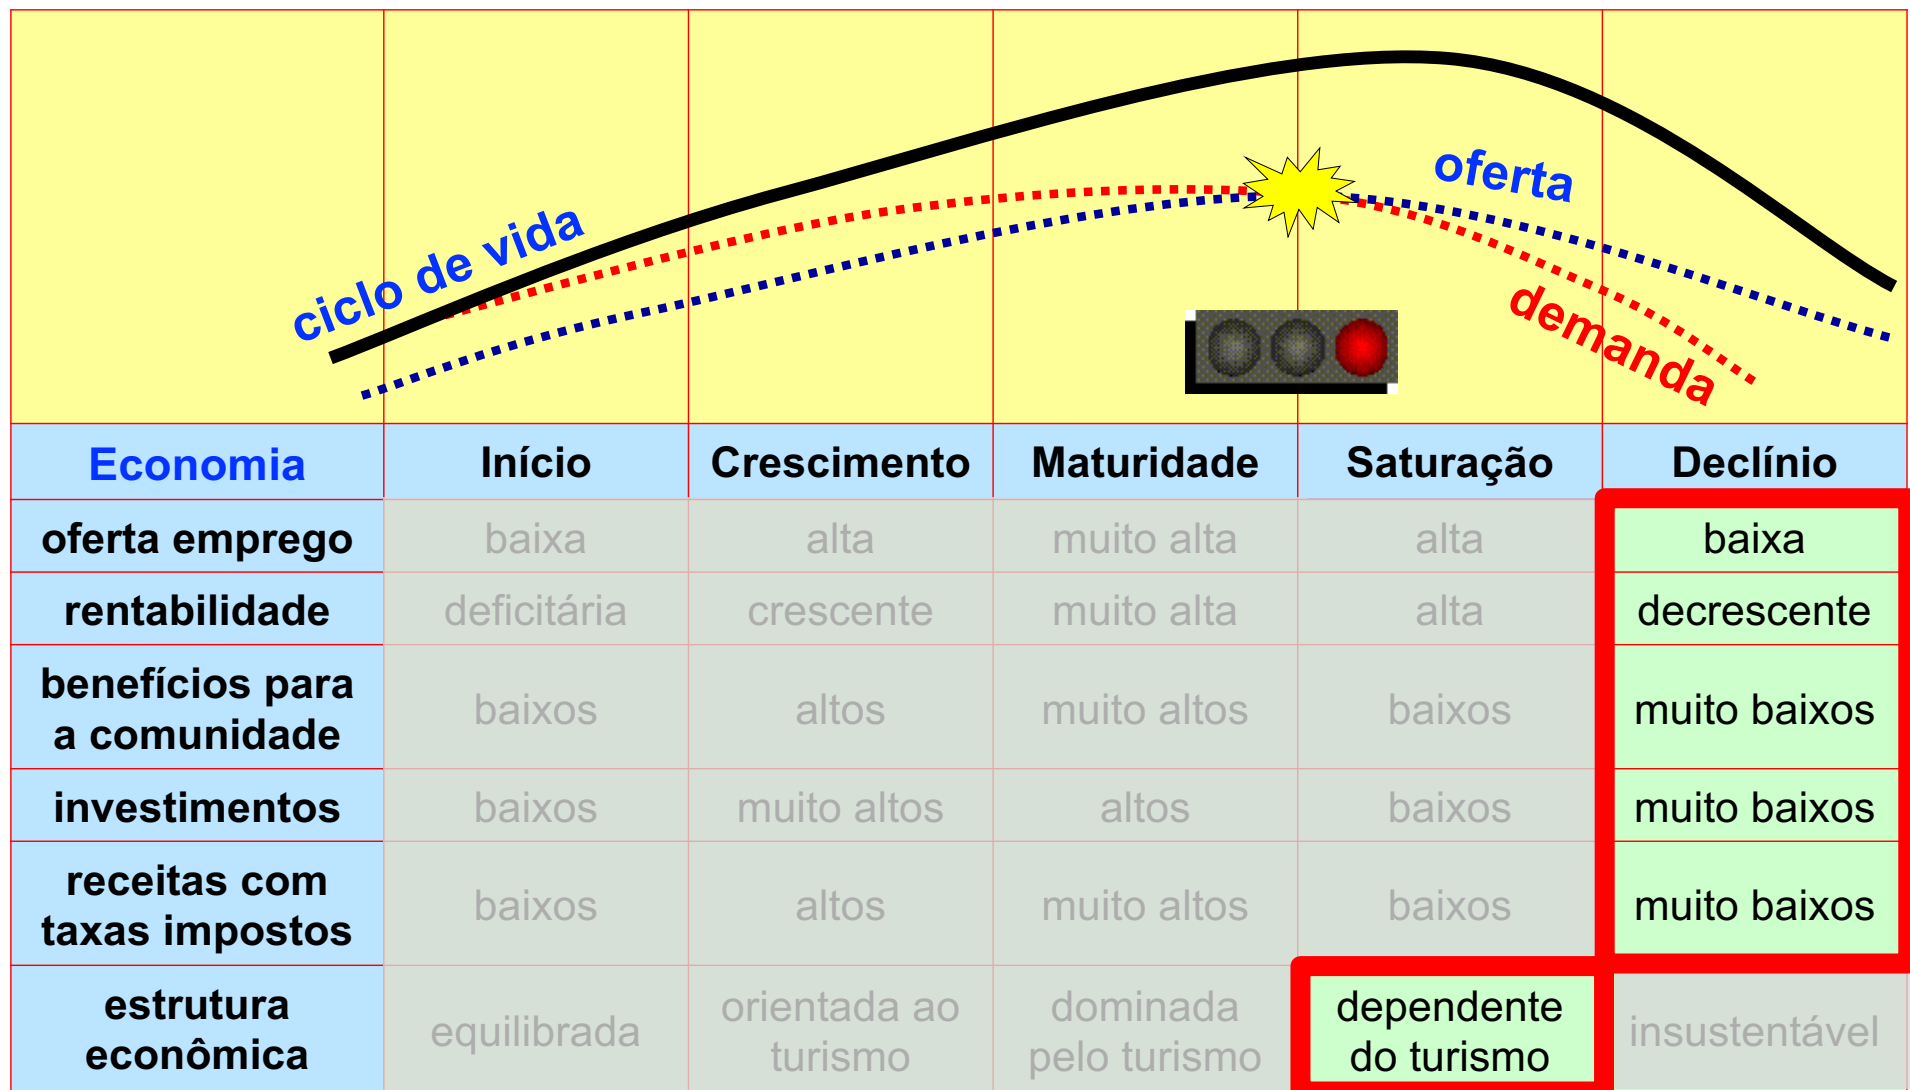 ciclo de vida
oferta
demanda
Economia Início Crescimento Maturidade Saturação Declínio
oferta emprego baixa alta muito alta alta baixa
rentabilidade deficitária crescente muito alta alta decrescente
benefícios para
a comunidade
baixos altos muito altos baixos muito baixos
investimentos baixos muito altos altos baixos muito baixos
receitas com
taxas impostos
baixos altos muito altos baixos muito baixos
estrutura
econômica
equilibrada
orientada ao
turismo
dominada
pelo turismo
dependente
do turismo
insustentável